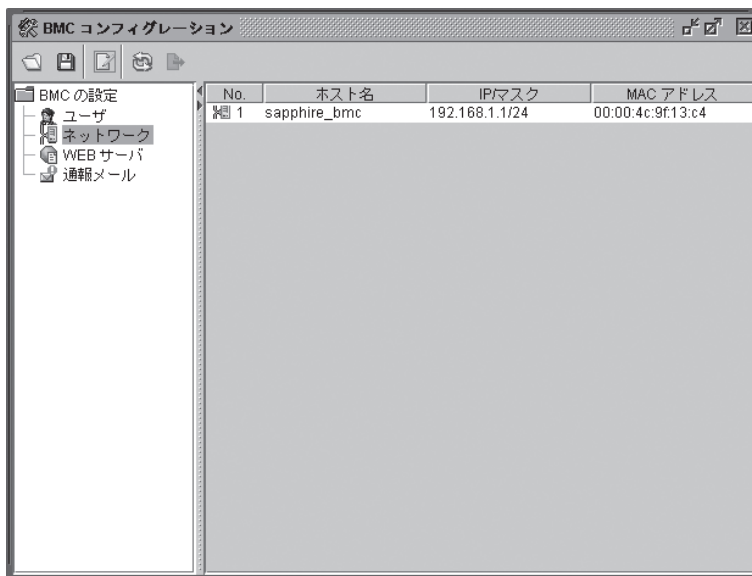 BMC コンフィグレーション
BMC の設定
ユーザ
ネットワーク
WEB サーバ
通報メール
No. ホスト名 IP/マスク MAC アドレス
1 sapphire_bmc 192.168.1.1/24 00:00:4c:9f:13:c4